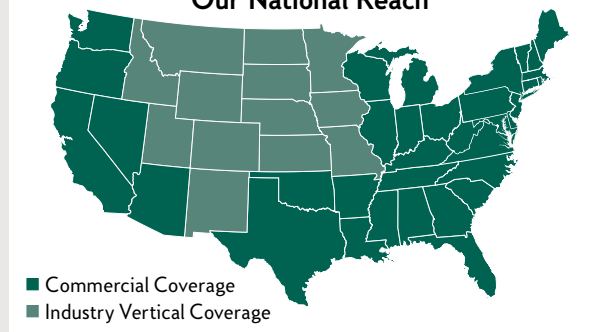 Our National Reach
Commercial Coverage
Industry Vertical Coverage